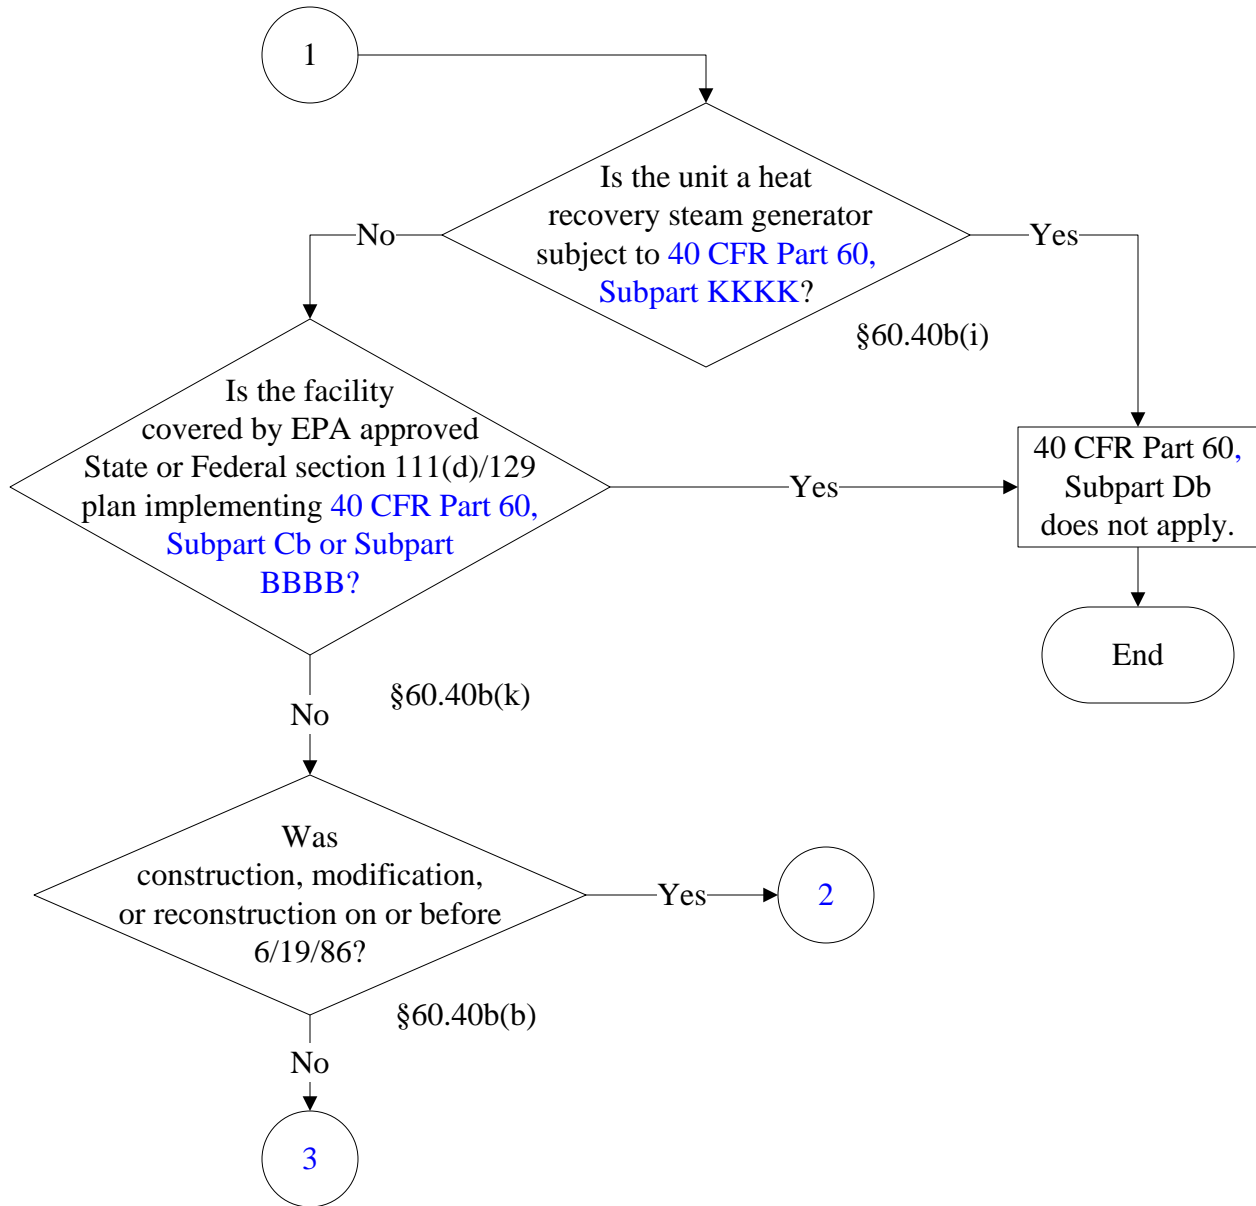 1
Is the unit a heat
recovery steam generator
subject to 40 CFR Part 60,
Subpart KKKK?
No
Yes
§60.40b(i)
Is the facility
covered by EPA approved
State or Federal section 111(d)/129
plan implementing 40 CFR Part 60,
Subpart Cb or Subpart
BBBB?
Yes
40 CFR Part 60,
Subpart Db
does not apply.
End
§60.40b(k)
No
Was
construction, modification,
or reconstruction on or before
6/19/86?
Yes
2
§60.40b(b)
No
3